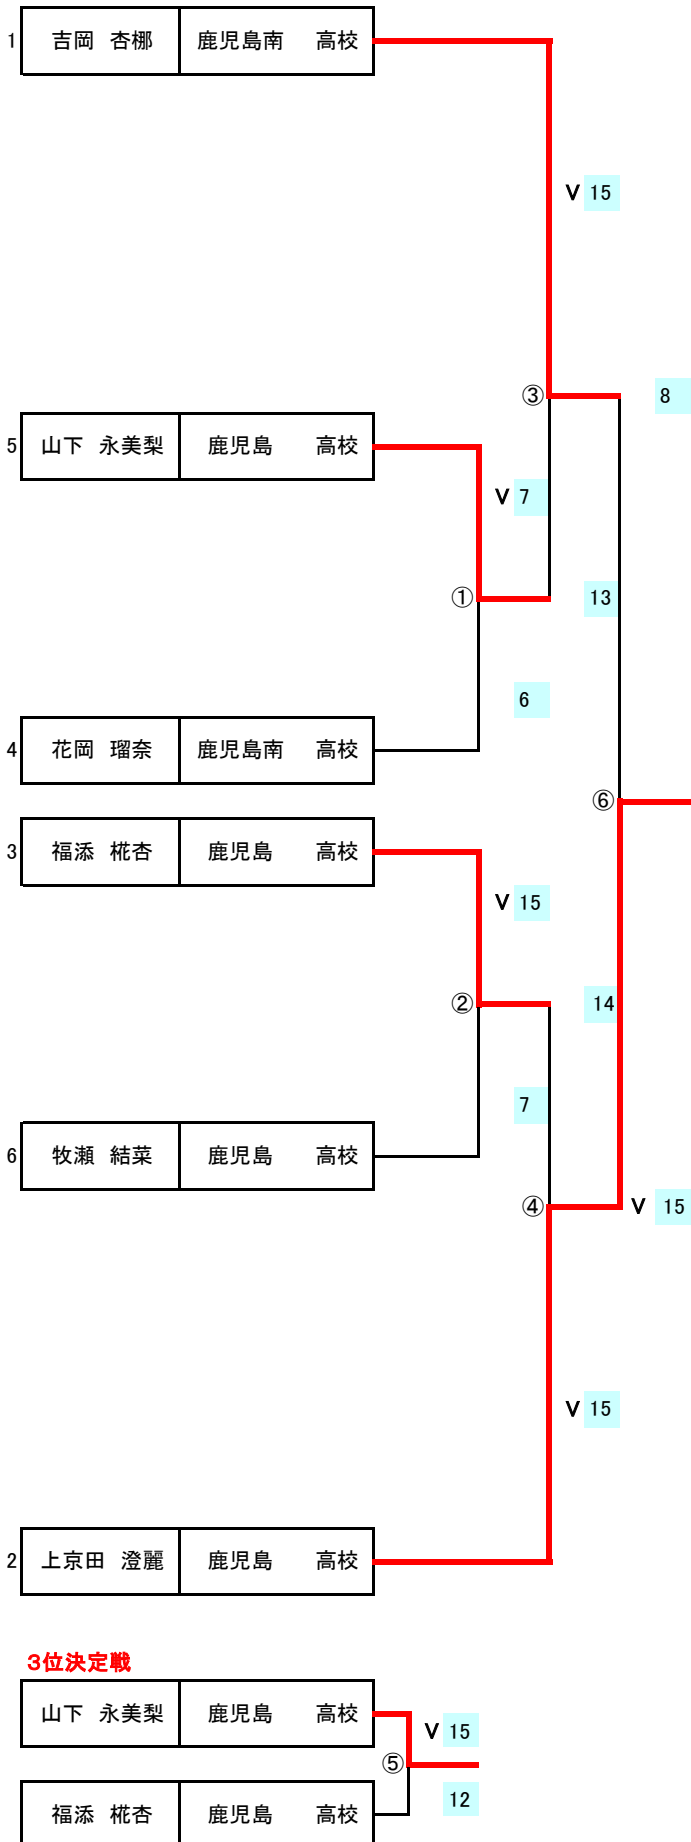 1 吉岡 杏梛 鹿児島南 高校
V 15
③ 8
5 山下 永美梨 鹿児島 高校
V 7
① 13
6
4 花岡 瑠奈 鹿児島南 高校
⑥
3 福添 椛杏 鹿児島 高校
V 15
② 14
7
6 牧瀬 結菜 鹿児島 高校
④ V 15
V 15
2 上京田 澄麗 鹿児島 高校
3位決定戦
山下 永美梨 鹿児島 高校
V 15
⑤
12
福添 椛杏 鹿児島 高校